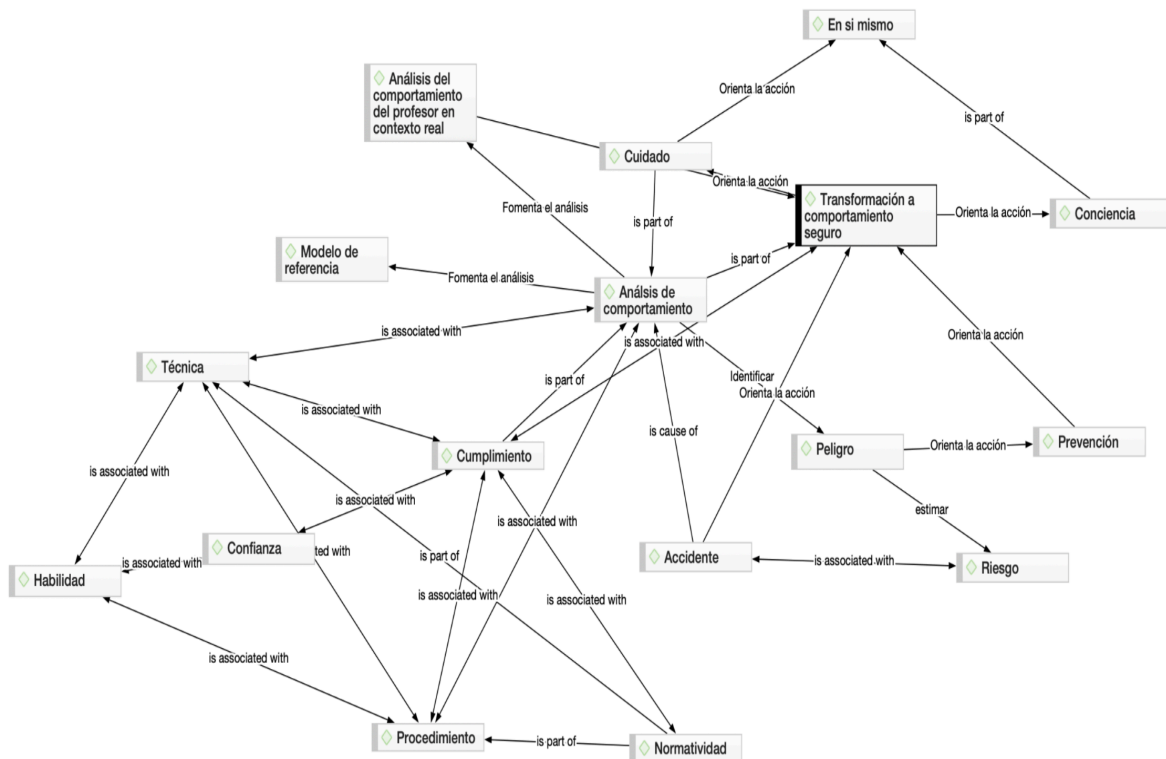 En si mismo
Análisis del
comportamiento
del profesor en
contexto real
Orienta la acción
is part of
Cuidado
Orienta la acción
Transformación a
comportamiento
seguro
Orienta la acción
Conciencia
Fomenta el análisis
is part of
Modelo de
referencia
Fomenta el análisis
is part of
Análsis de
comportamiento
is associated with
is associated with
Orienta la acción
Técnica
is part of
Identificar
Orienta la acción
is associated with
is cause of
Peligro
Orienta la acción
Prevención
Cumplimiento
is associated with
is associated with
estimar
is associated with
Confianza
ted with
is part of
Accidente
is associated with
Riesgo
is associated with
Habilidad
is associated with
is associated with
is associated with
Procedimiento
is part of
Normatividad